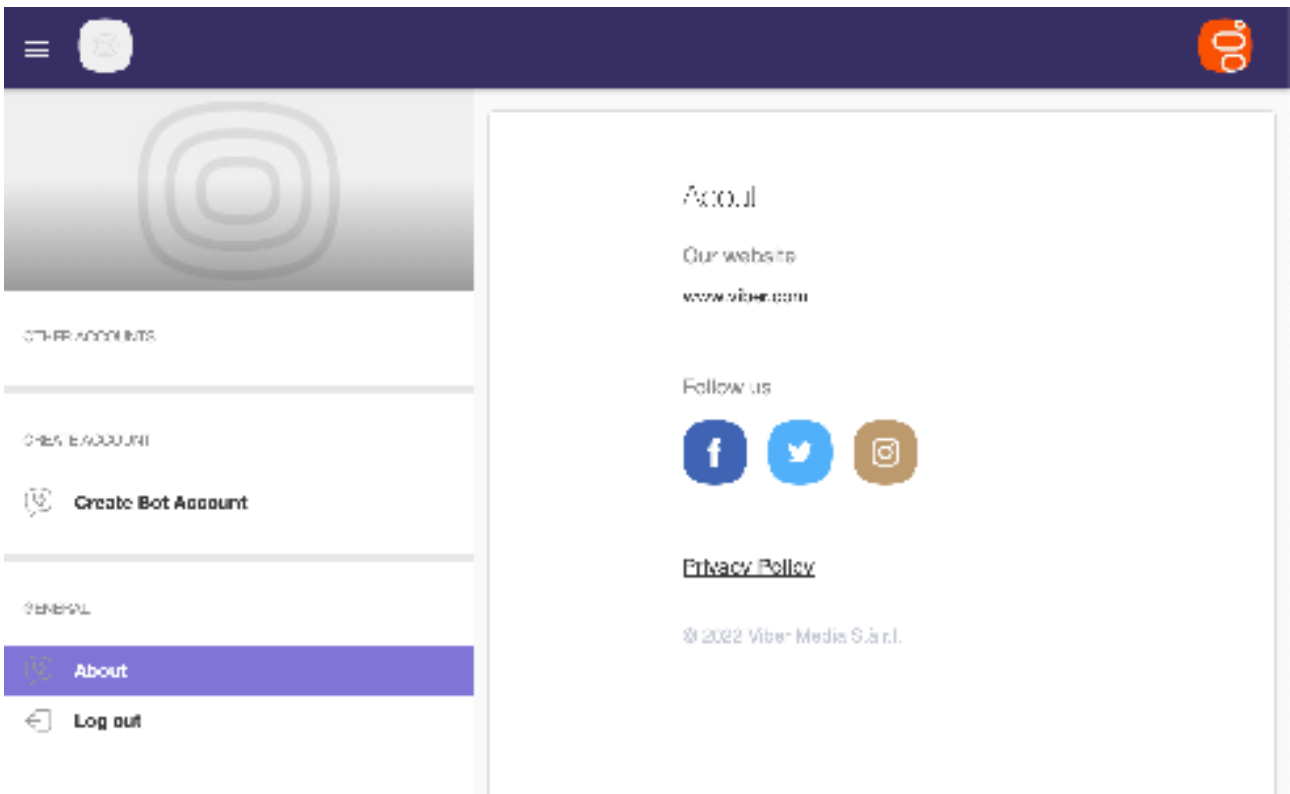 OTHER ACCOUNTS
CREATE ACCOUNT
Create Bot Account
GENERAL
About
Log out
About
Our website
www.viber.com
Follow us
Privacy Policy
© 2022 Viber Media S.à r.l.